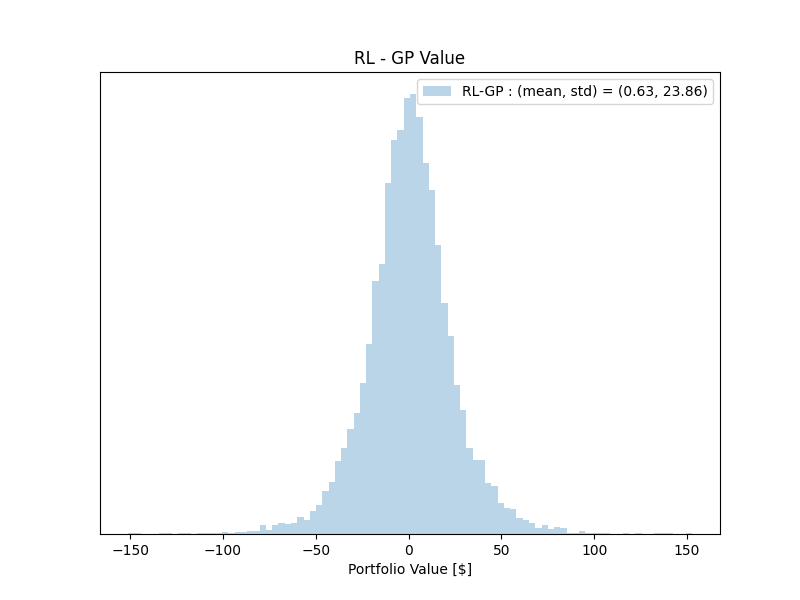 RL - GP Value
RL-GP : (mean, std) = (0.63, 23.86)
−150 −100 −50 0 50 100 150
Portfolio Value [$]